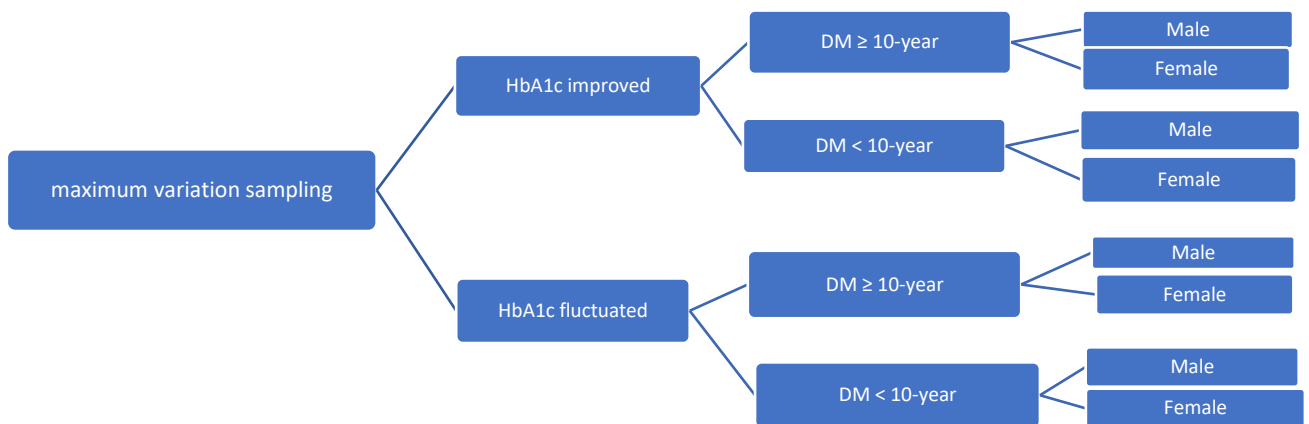 maximum variation sampling
HbA1c improved
DM ≥ 10-year
Male
Female
DM < 10-year
Male
Female
HbA1c fluctuated
DM ≥ 10-year
Male
Female
DM < 10-year
Male
Female